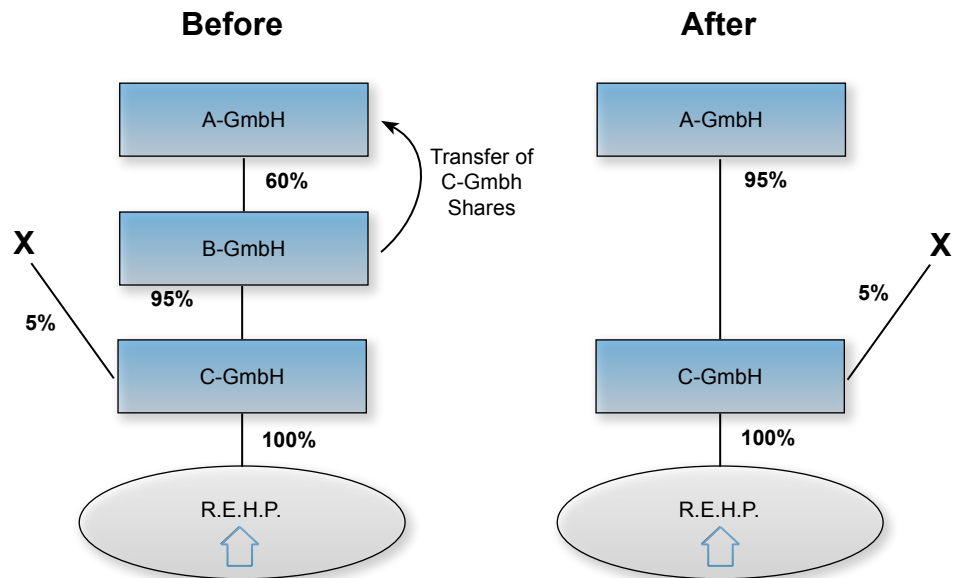 Before
After
A-GmbH
A-GmbH
Transfer of
C-Gmbh
Shares
60%
95%
B-GmbH
X
X
95%
5%
5%
C-GmbH
C-GmbH
100%
100%
R.E.H.P.
R.E.H.P.